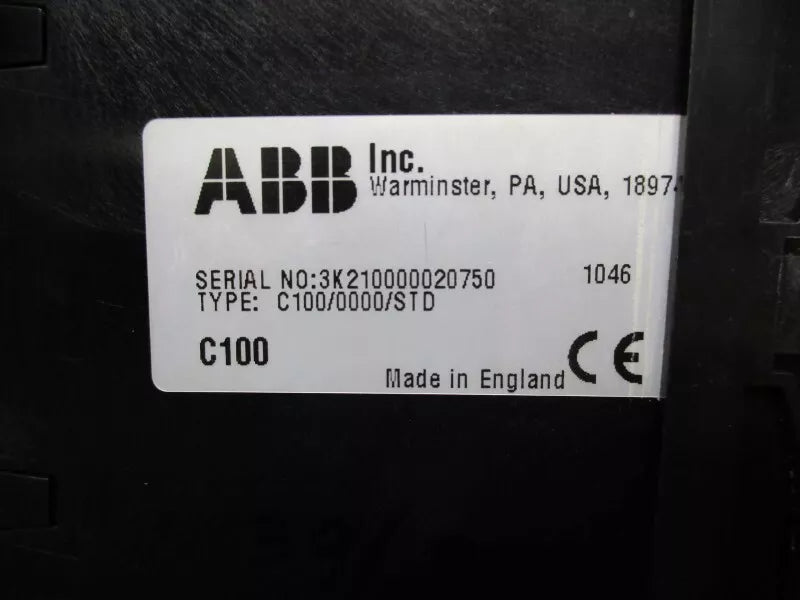 ABB Inc.
Warminster, PA, USA, 1897
SERIAL NO:3K210000020750 1046
TYPE: C100/0000/STD
C100
Made in England CE